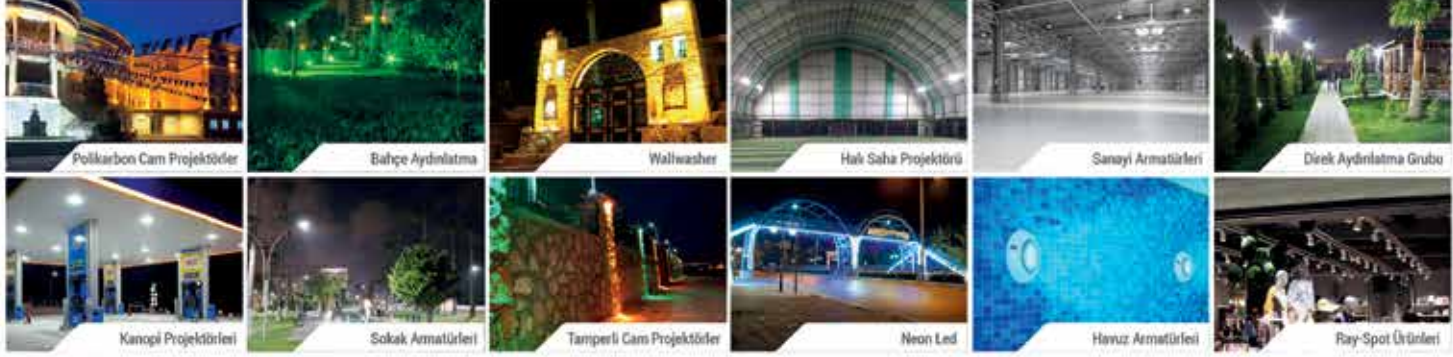 Polikarbon Cam Projektörler
Bahçe Aydınlatma
Wallwasher
Halı Saha Projektörü
Sanayi Armatürleri
Direk Aydınlatma Grubu
Kanopi Projektörleri
Sokak Armatürleri
Tamperli Cam Projektörler
Neon Led
Havuz Armatürleri
Ray-Spot Ürünleri